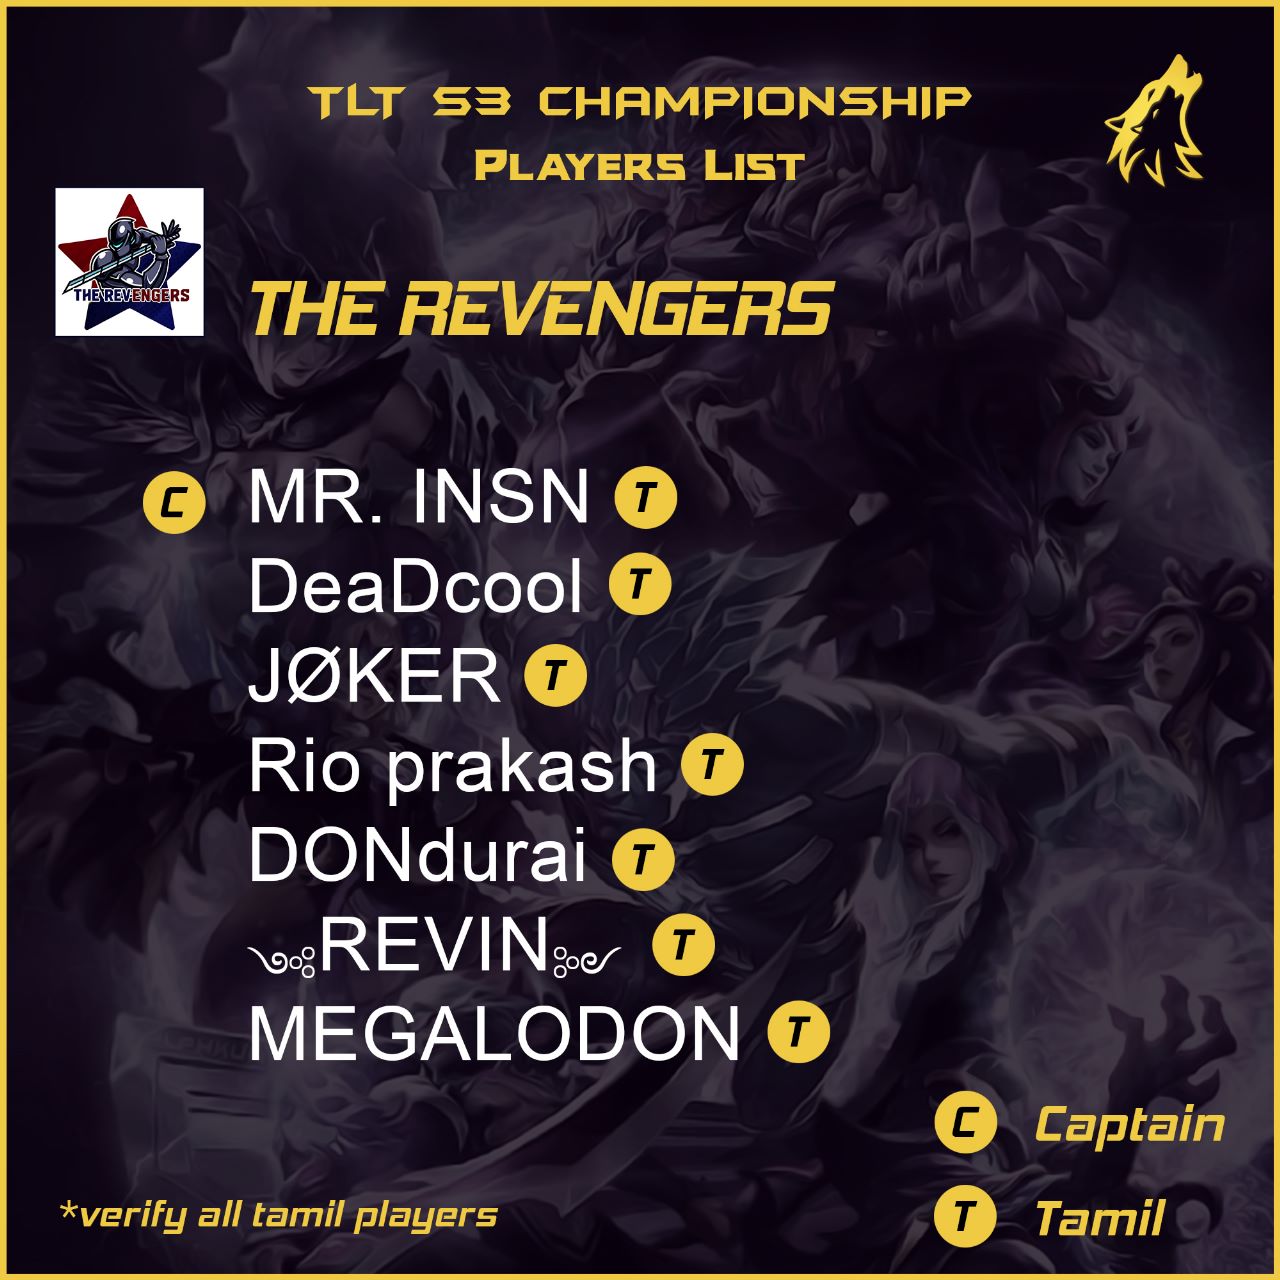 TLT S3 CHAMPIONSHIP
PLAYERS LIST
THE REVENGERS
THE REVENGERS
C MR. INSN T
DeaDcool T
JØKER T
Rio prakash T
DONdurai T
༺REVIN༻ T
MEGALODON T
C Captain
T Tamil
*verify all tamil players